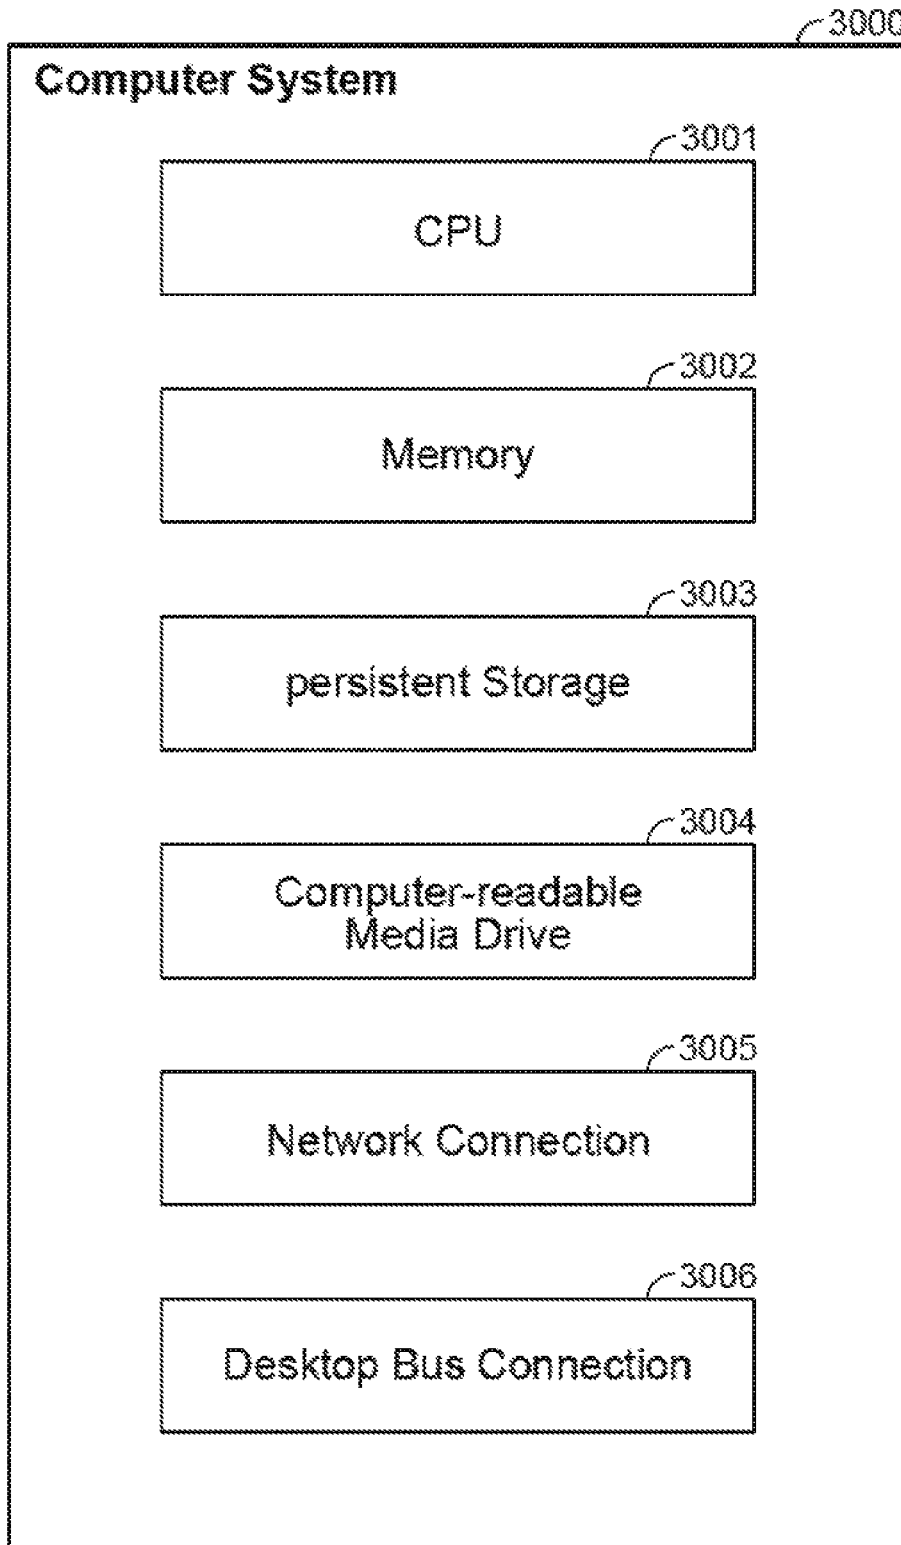 3000
Computer System
3001
CPU
3002
Memory
3003
persistent Storage
3004
Computer-readable
Media Drive
3005
Network Connection
3006
Desktop Bus Connection